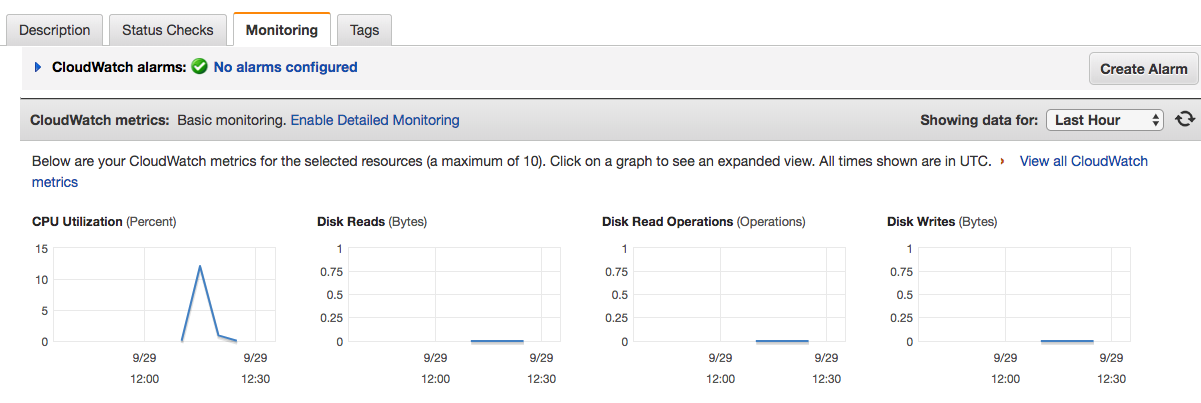 Description Status Checks Monitoring Tags
CloudWatch alarms: No alarms configured Create Alarm
CloudWatch metrics: Basic monitoring. Enable Detailed Monitoring Showing data for: Last Hour
Below are your CloudWatch metrics for the selected resources (a maximum of 10). Click on a graph to see an expanded view. All times shown are in UTC. View all CloudWatch
metrics
CPU Utilization (Percent) Disk Reads (Bytes) Disk Read Operations (Operations) Disk Writes (Bytes)
15 1 1 1
10 0.75 0.75 0.75
5 0.5 0.5 0.5
0.25 0.25 0.25
0 0 0 0
9/29 9/29 9/29 9/29 9/29 9/29 9/29 9/29
12:00 12:30 12:00 12:30 12:00 12:30 12:00 12:30